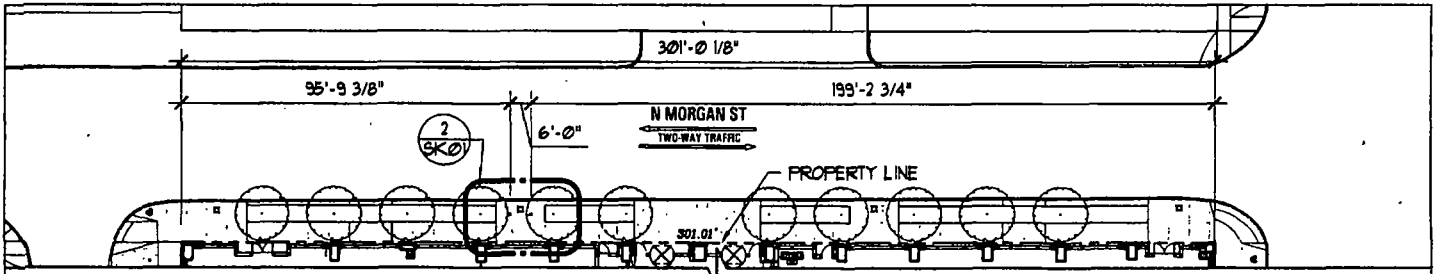 301'-0 1/8"
95'-9 3/8"
199'-2 3/4"
N MORGAN ST
TWO-WAY TRAFFIC
2
SK01
6'-0"
PROPERTY LINE
301.01'